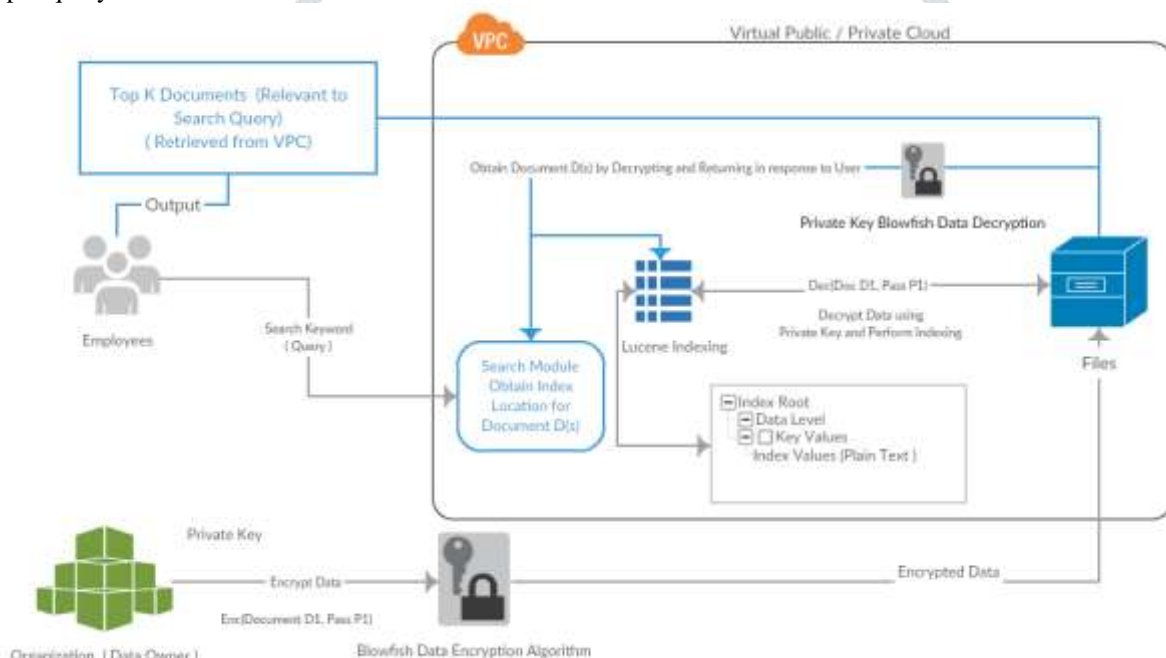 VPC
Virtual Public / Private Cloud
Top K Documents (Relevant to
Search Query)
( Retrieved from VPC)
Obtain Document D(s) by Decrypting and Returning in response to User
Private Key Blowfish Data Decryption
Output
Employees
Search Keyword
( Query )
Lucene Indexing
Dec(Doc D1, Pass P1)
Decrypt Data using
Private Key and Perform Indexing
Files
Search Module
Obtain Index
Location for
Document D(s)
Index Root
Data Level
Key Values
Index Values (Plain Text )
Private Key
Encrypt Data
Enc(Document D1, Pass P1)
Encrypted Data
Organization ( Data Owner )
Blowfish Data Encryption Algorithm